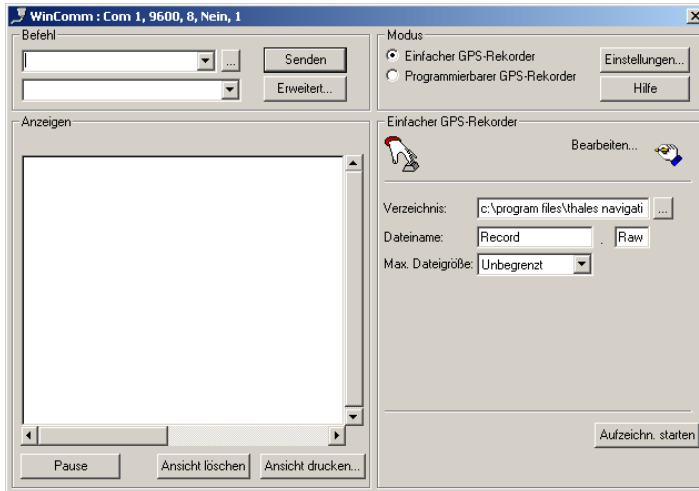 WinComm : Com 1, 9600, 8, Nein, 1
Befehl
...
Senden
Erweitert...
Modus
Einfacher GPS-Rekorder
Programmierbarer GPS-Rekorder
Einstellungen...
Hilfe
Anzeigen
Pause
Ansicht löschen
Ansicht drucken...
Einfacher GPS-Rekorder
Bearbeiten...
Verzeichnis: c:\program files\thales navigati ...
Dateiname: Record . Raw
Max. Dateigröße: Unbegrenzt
Aufzeichn. starten